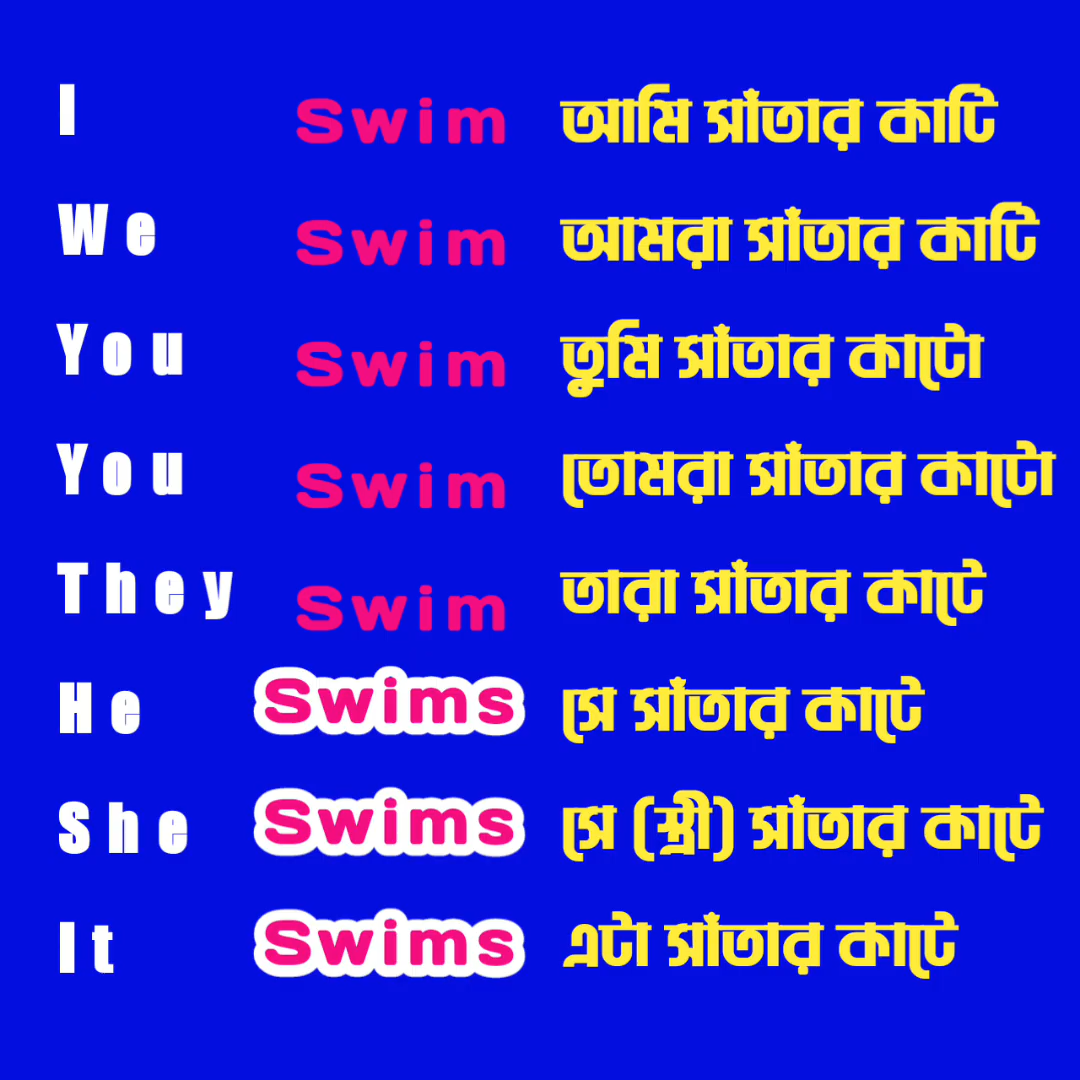 I Swim আমি সাঁতার কাটি
We Swim আমরা সাঁতার কাটি
You Swim তুমি সাঁতার কাটো
You Swim তোমরা সাঁতার কাটো
They Swim তারা সাঁতার কাটে
He Swims সে সাঁতার কাটে
She Swims সে (স্ত্রী) সাঁতার কাটে
It Swims এটা সাঁতার কাটে